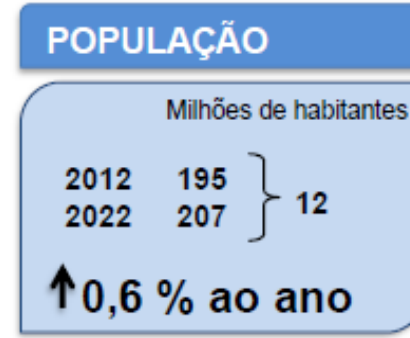 POPULAÇÃO
Milhões de habitantes
2012 195
2022 207
12
0,6 % ao ano